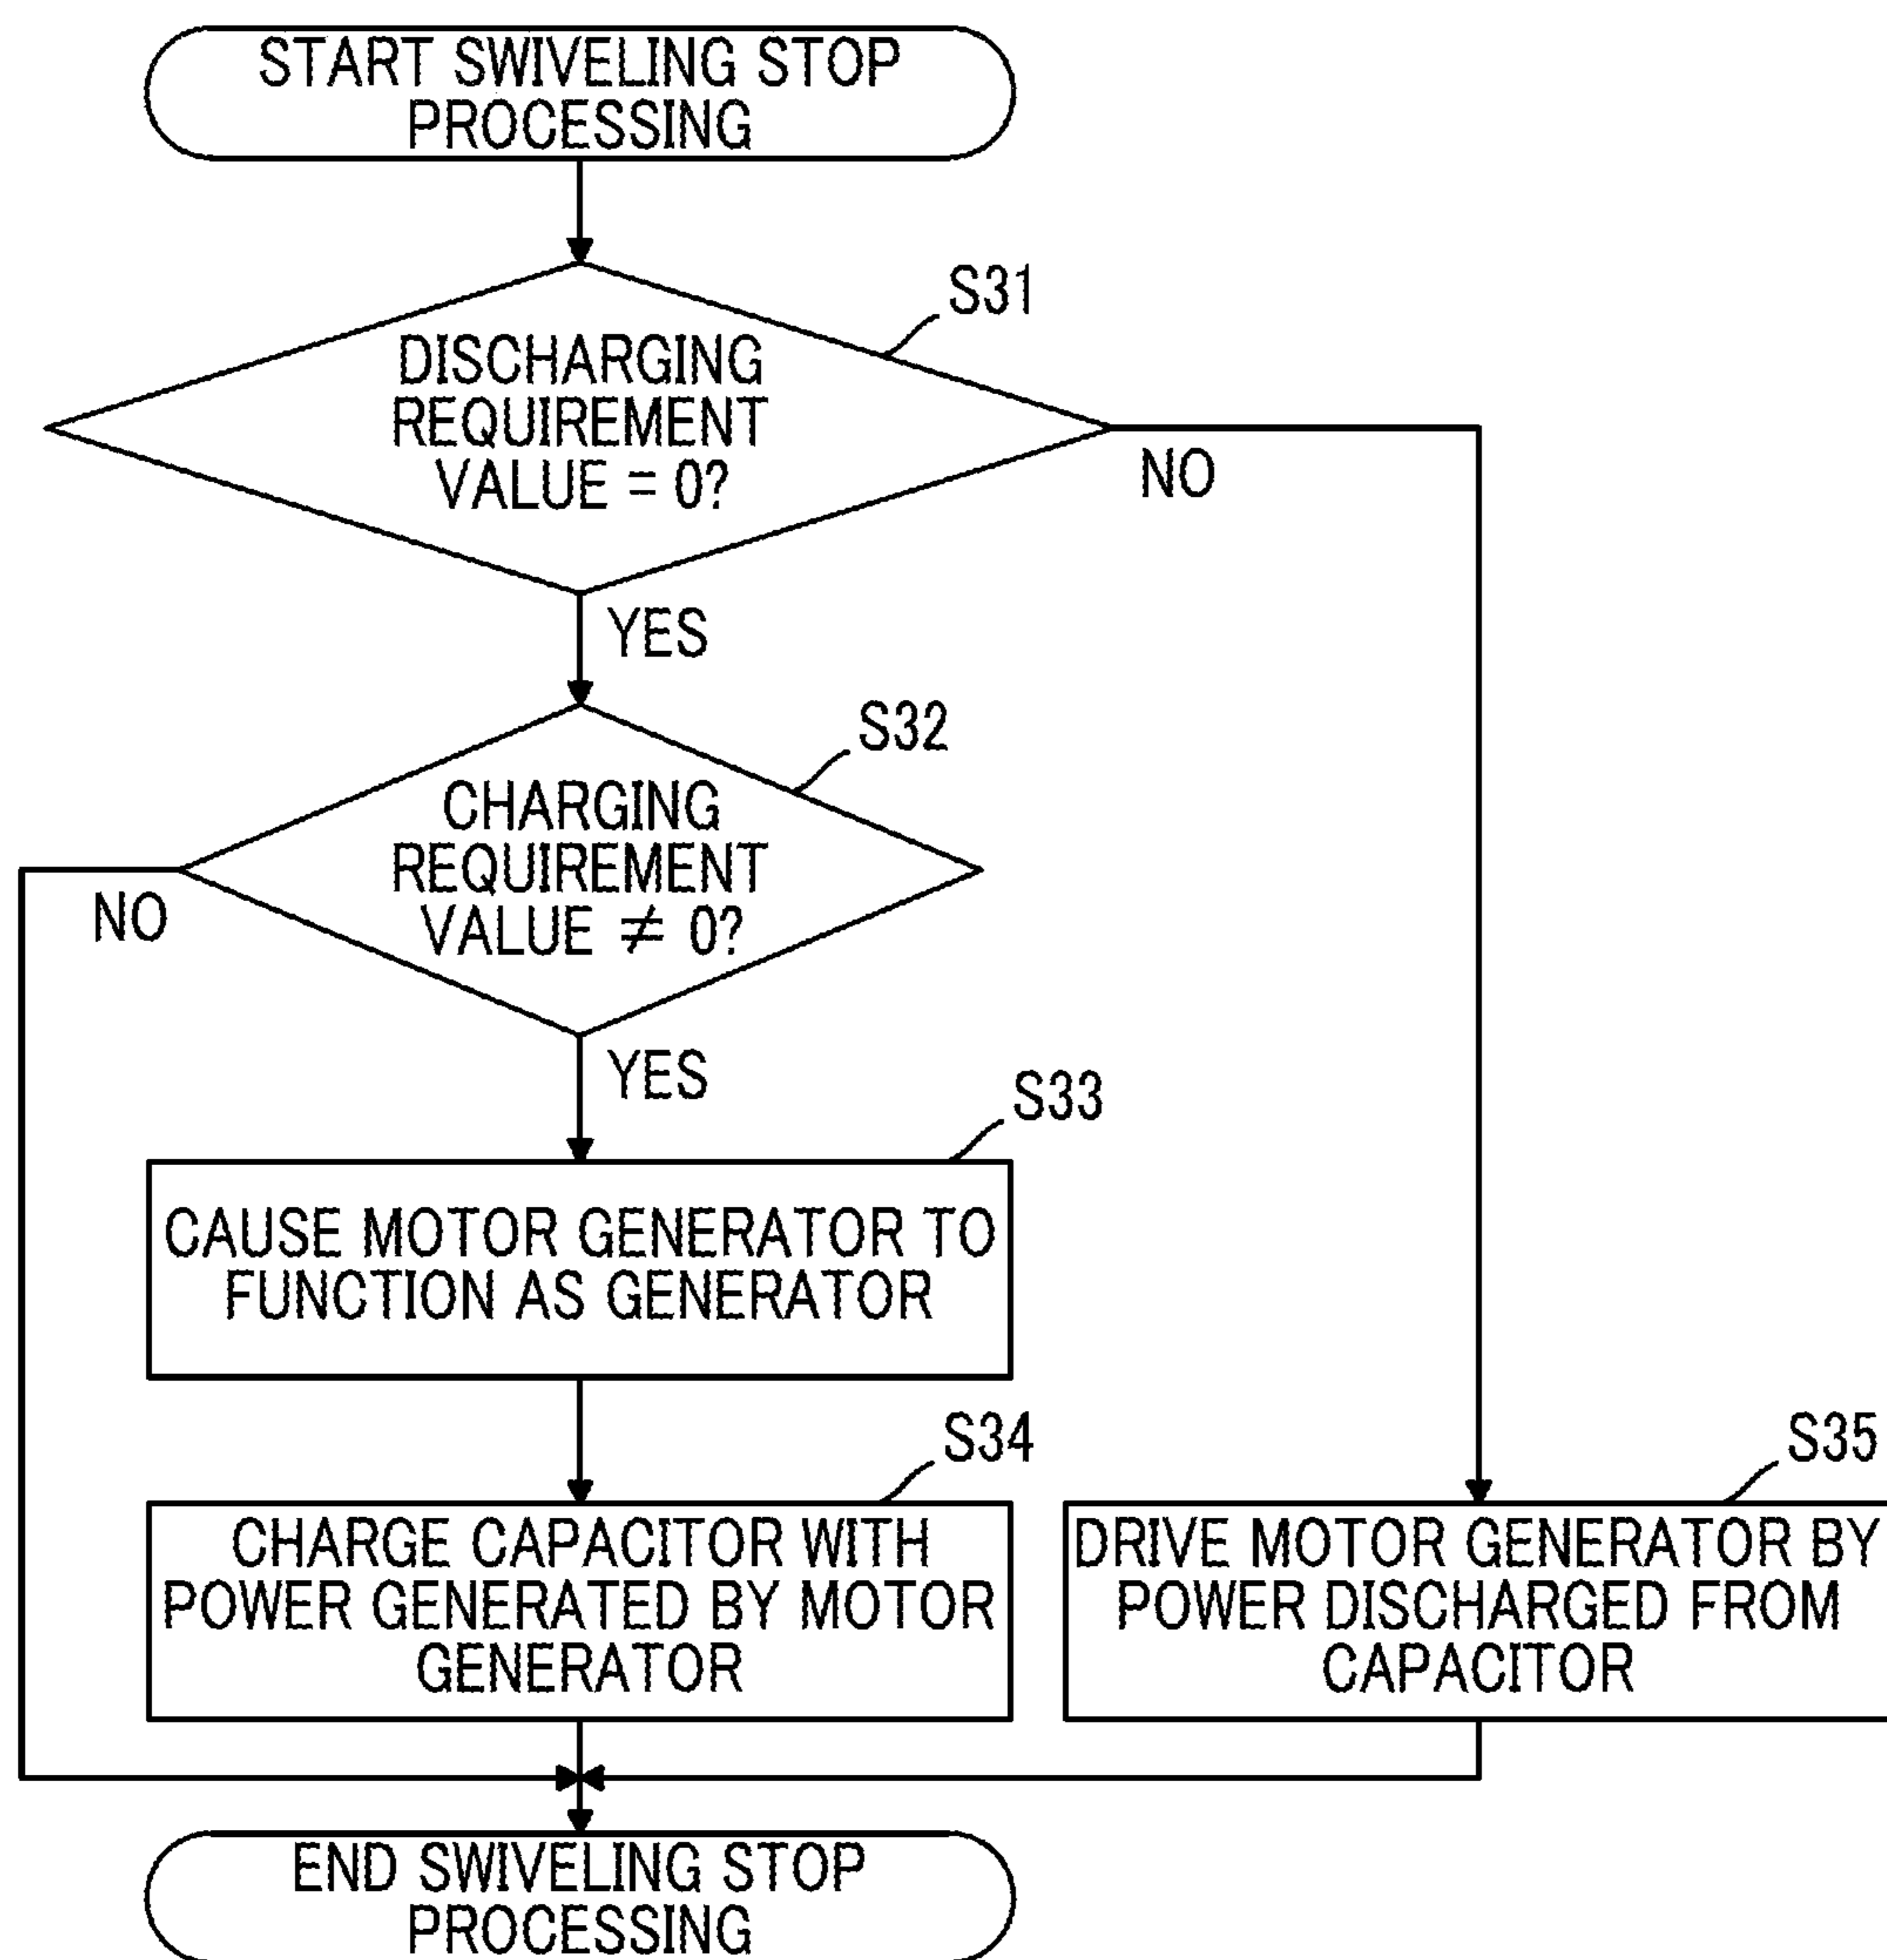 START SWIVELING STOP
PROCESSING
S31
DISCHARGING
REQUIREMENT
VALUE = 0?
NO
YES
S32
CHARGING
REQUIREMENT
VALUE ≠ 0?
NO
YES
S33
CAUSE MOTOR GENERATOR TO
FUNCTION AS GENERATOR
S34
CHARGE CAPACITOR WITH
POWER GENERATED BY MOTOR
GENERATOR
S35
DRIVE MOTOR GENERATOR BY
POWER DISCHARGED FROM
CAPACITOR
END SWIVELING STOP
PROCESSING